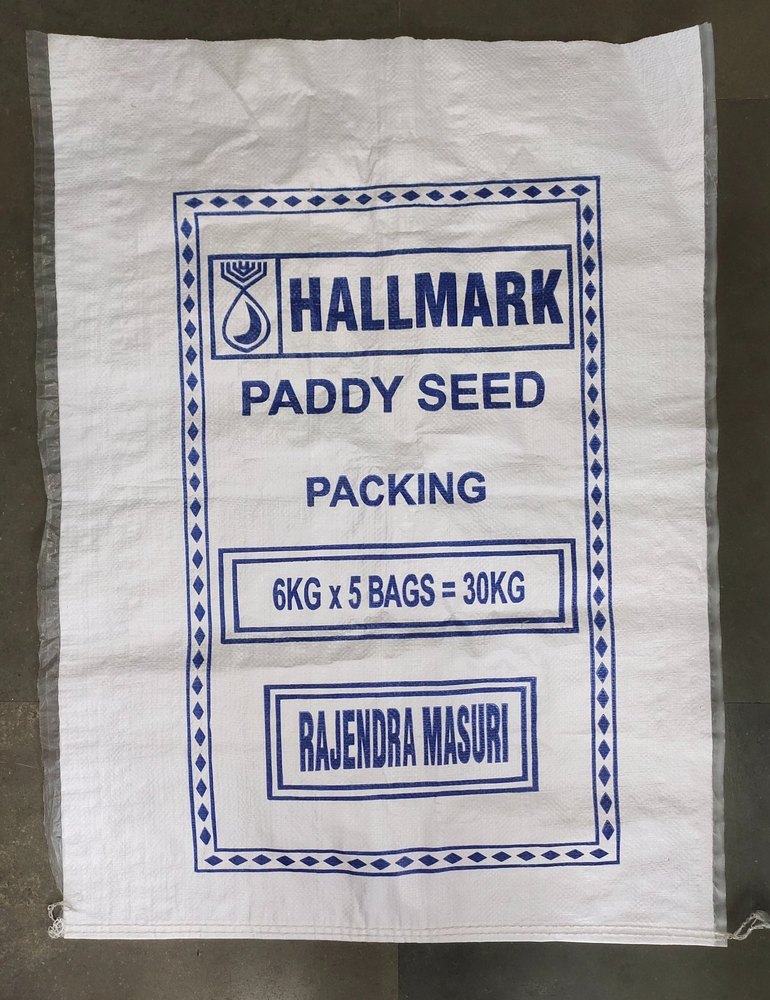 HALLMARK
PADDY SEED
PACKING
6KG x 5 BAGS = 30KG
RAJENDRA MASURI